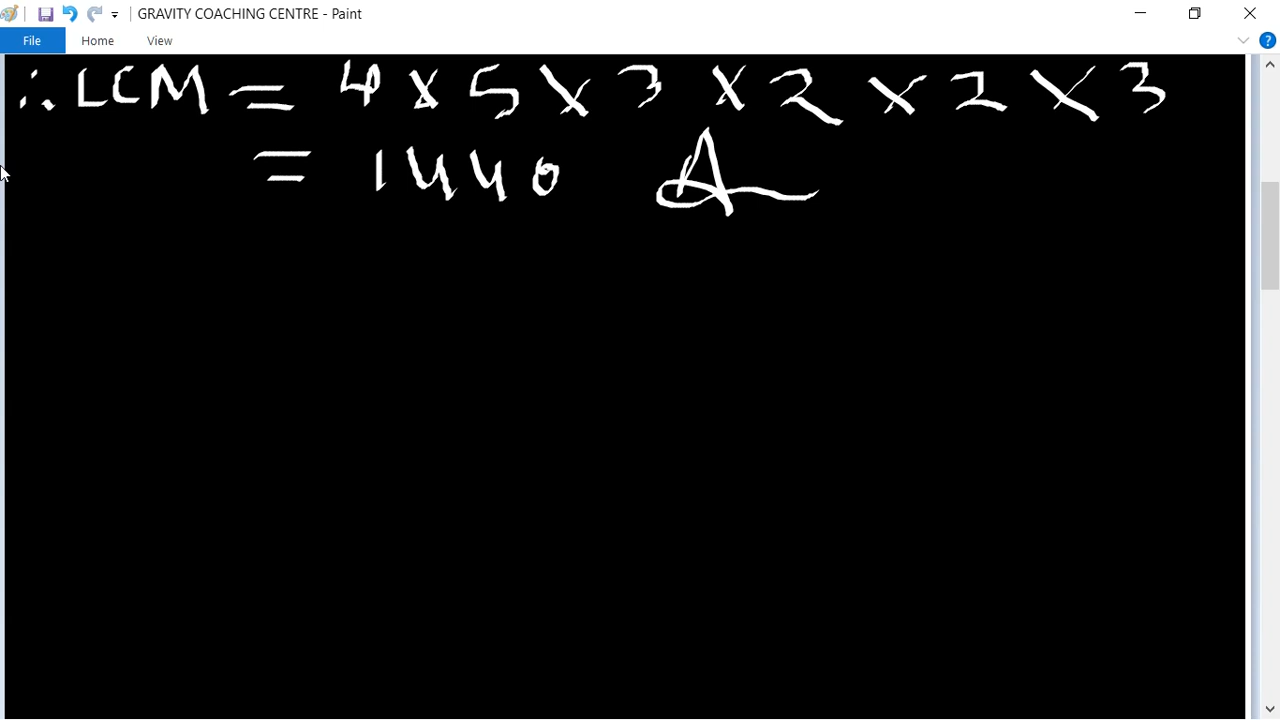 GRAVITY COACHING CENTRE - Paint
File Home View
∴ LCM = 4 x 5 x 3 x 2 x 2 x 3
= 1440 A